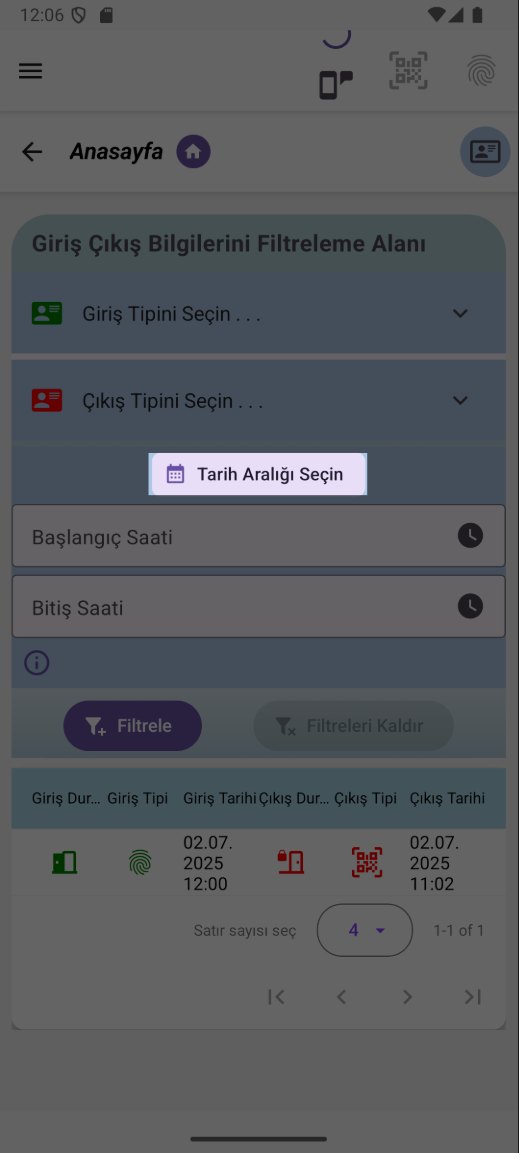 12:06
Anasayfa
Giriş Çıkış Bilgilerini Filtreleme Alanı
Giriş Tipini Seçin . . .
Çıkış Tipini Seçin . . .
Tarih Aralığı Seçin
Başlangıç Saati
Bitiş Saati
Filtrele Filtreleri Kaldır
Giriş Dur... Giriş Tipi Giriş Tarihi Çıkış Dur... Çıkış Tipi Çıkış Tarihi
02.07. 02.07.
2025 2025
12:00 11:02
Satır sayısı seç 4 1-1 of 1